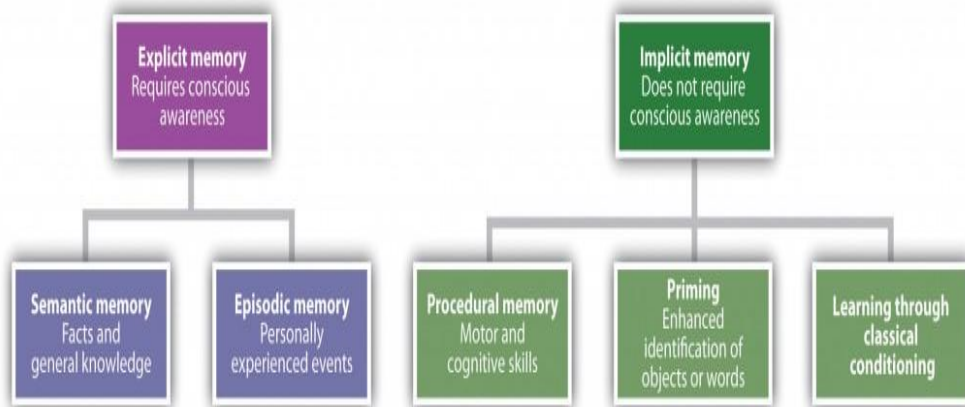 Explicit memory
Requires conscious
awareness
Implicit memory
Does not require
conscious awareness
Semantic memory
Facts and
general knowledge
Episodic memory
Personally
experienced events
Procedural memory
Motor and
cognitive skills
Priming
Enhanced
identification of
objects or words
Learning through
classical
conditioning